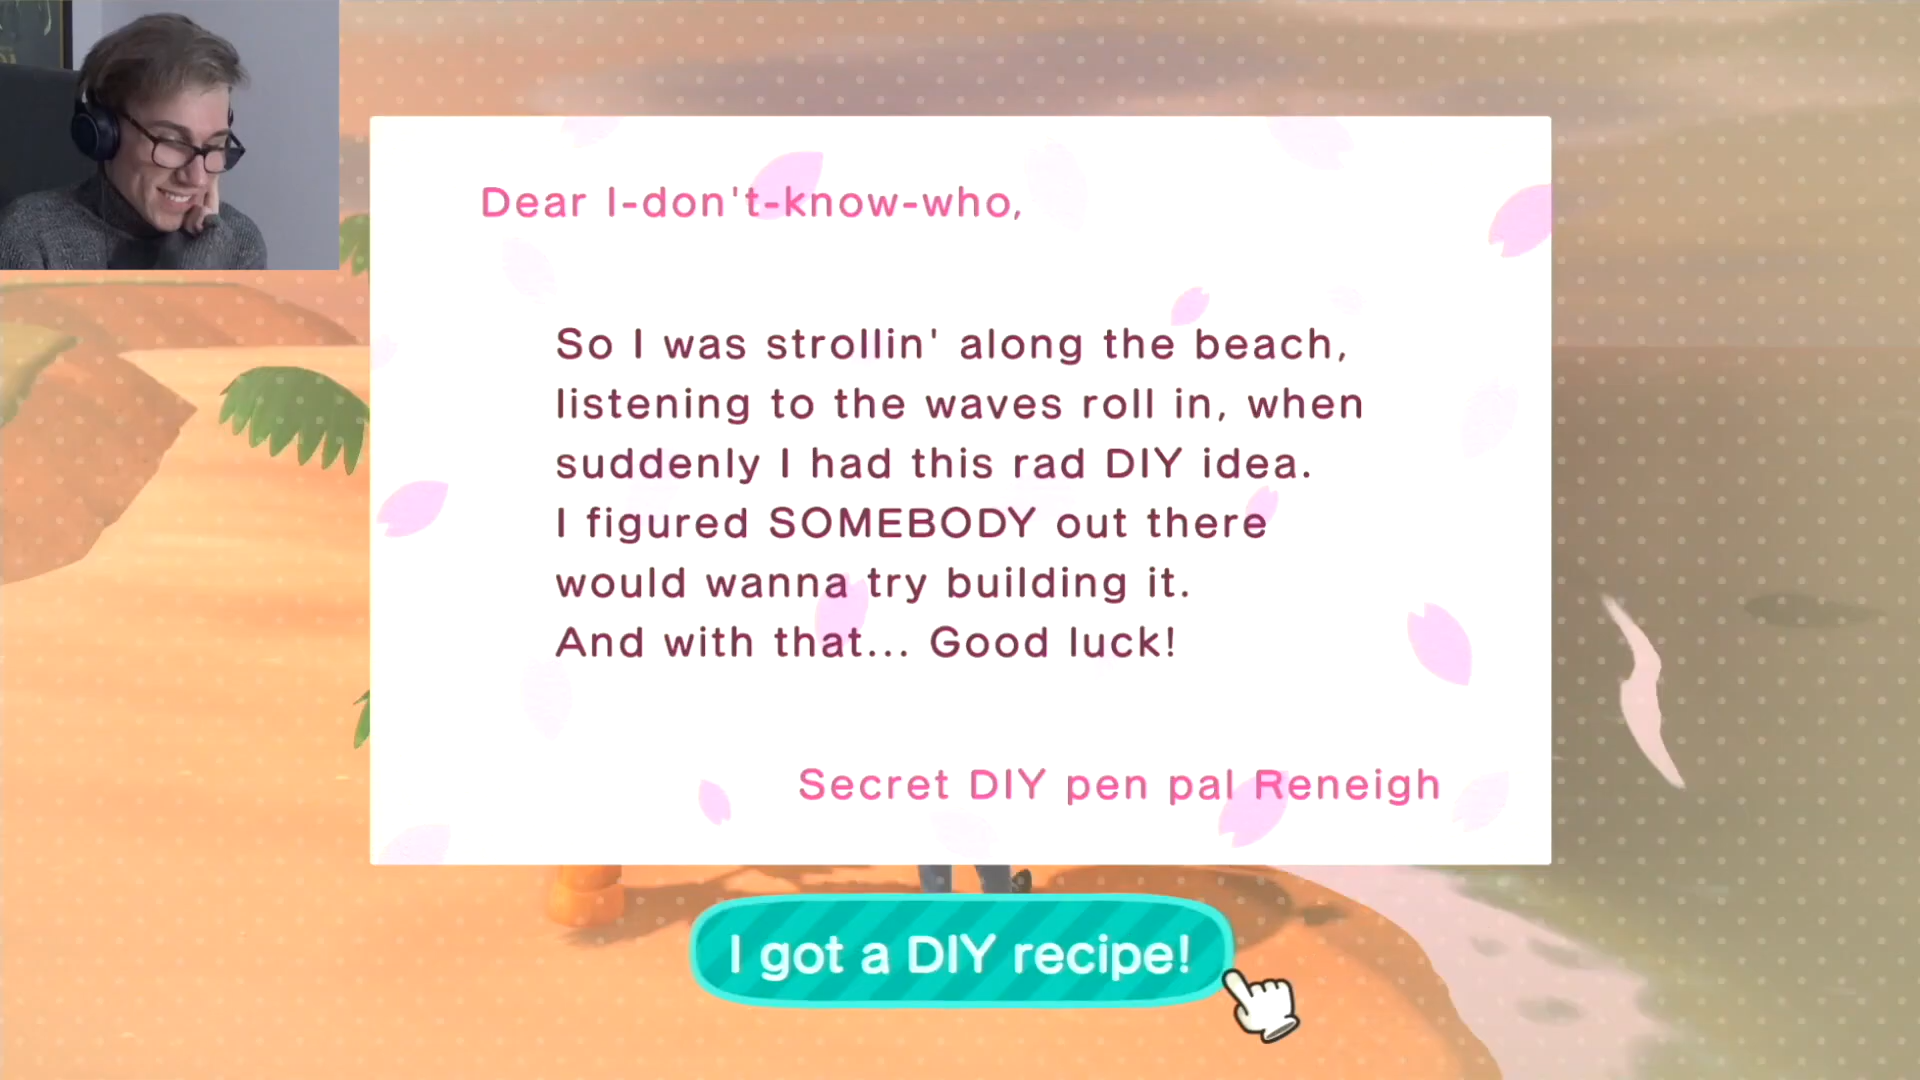 Dear I-don't-know-who,
So I was strollin' along the beach,
listening to the waves roll in, when
suddenly I had this rad DIY idea.
I figured SOMEBODY out there
would wanna try building it.
And with that... Good luck!
Secret DIY pen pal Reneigh
I got a DIY recipe!